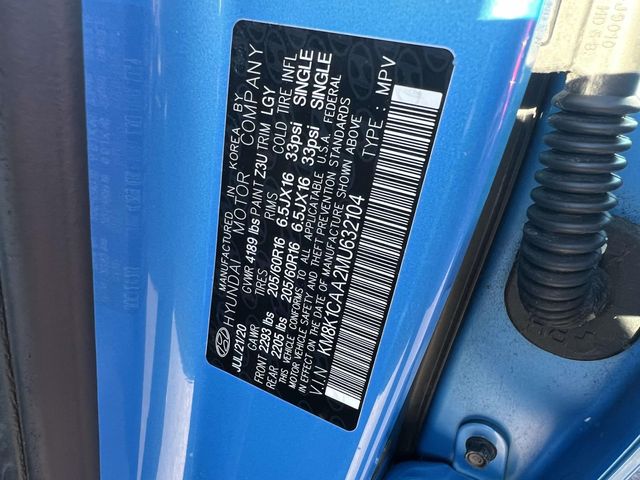 MANUFACTURED IN KOREA BY
HYUNDAI MOTOR COMPANY
JUL/21/20 GVWR 4189 lbs PAINT Z3U TRIM LGY
GAWR TIRES RIMS COLD TIRE INFL
FRONT 2293 lbs 205/60R16 6.5JX16 33psi SINGLE
REAR 2205 lbs 205/60R16 6.5JX16 33psi SINGLE
THIS VEHICLE CONFORMS TO ALL APPLICATABLE U.S.A. FEDERAL
MOTOR VEHICLE SAFETY AND THEFT PREVENTION STANDARDS
IN EFFECT ON THE DATE OF MANUFACTURE SHOWN ABOVE
V.I.N: KM8K1CAA2MU632104 TYPE : MPV